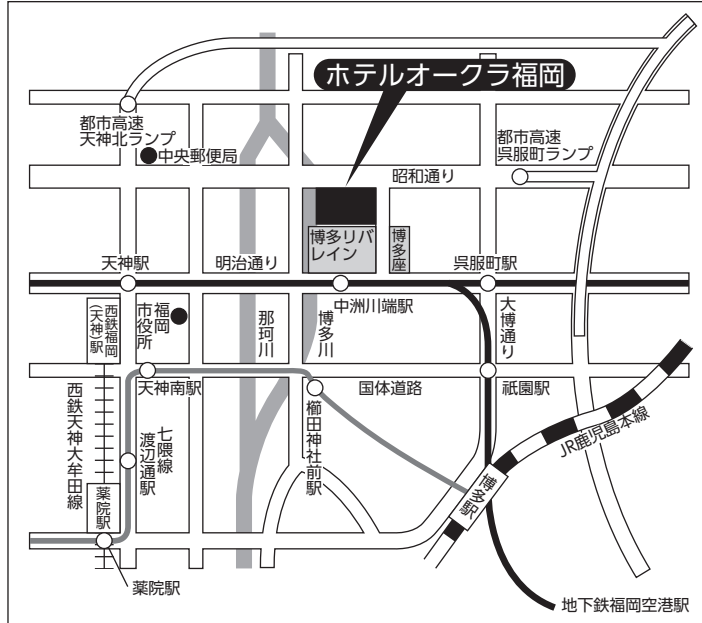 ホテルオークラ福岡
都市高速
天神北ランプ
中央郵便局
都市高速
呉服町ランプ
昭和通り
博多リバ
レイン
博多座
天神駅
明治通り
呉服町駅
中洲川端駅
西鉄福岡
(天神)駅
福岡
市役所
那珂川
博多川
大博通り
天神南駅
国体道路
祇園駅
西鉄天神大牟田線
七隈線
渡辺通駅
櫛田神社前駅
JR鹿児島本線
博多駅
薬院駅
薬院駅
地下鉄福岡空港駅